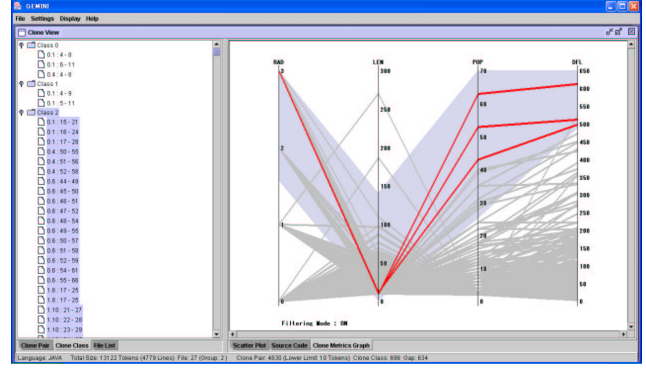 GEMINI
File Settings Display Help
Clone View
Class 0
0.1 : 4 - 8
0.1 : 6 - 11
0.4 : 4 - 8
Class 1
0.1 : 4 - 9
0.1 : 5 - 11
Class 2
0.1 : 15 - 21
0.1 : 16 - 24
0.1 : 17 - 28
0.4 : 50 - 55
0.4 : 51 - 56
0.4 : 52 - 58
0.6 : 44 - 49
0.6 : 45 - 50
0.6 : 46 - 51
0.6 : 47 - 52
0.6 : 48 - 54
0.6 : 49 - 55
0.6 : 50 - 57
0.6 : 51 - 58
0.6 : 52 - 59
0.6 : 54 - 61
0.6 : 55 - 66
1.8 : 17 - 25
1.10 : 21 - 27
1.10 : 22 - 28
1.10 : 23 - 29
RAD LEN POP DFL
3 300 70 650
600
250 60 550
500
2 200 50 450
400
150 40 350
300
1 100 30 250
200
50 20 150
100
10 50
0 0 0 0
Filtering Mode : ON
Clone Pair Clone Class File List
Scatter Plot Source Code Clone Metrics Graph
Language: JAVA Total Size: 13122 Tokens (4779 Lines) File: 27 (Group: 2) Clone Pair: 4830 (Lower Limit: 10 Tokens) Clone Class: 696 Gap: 634